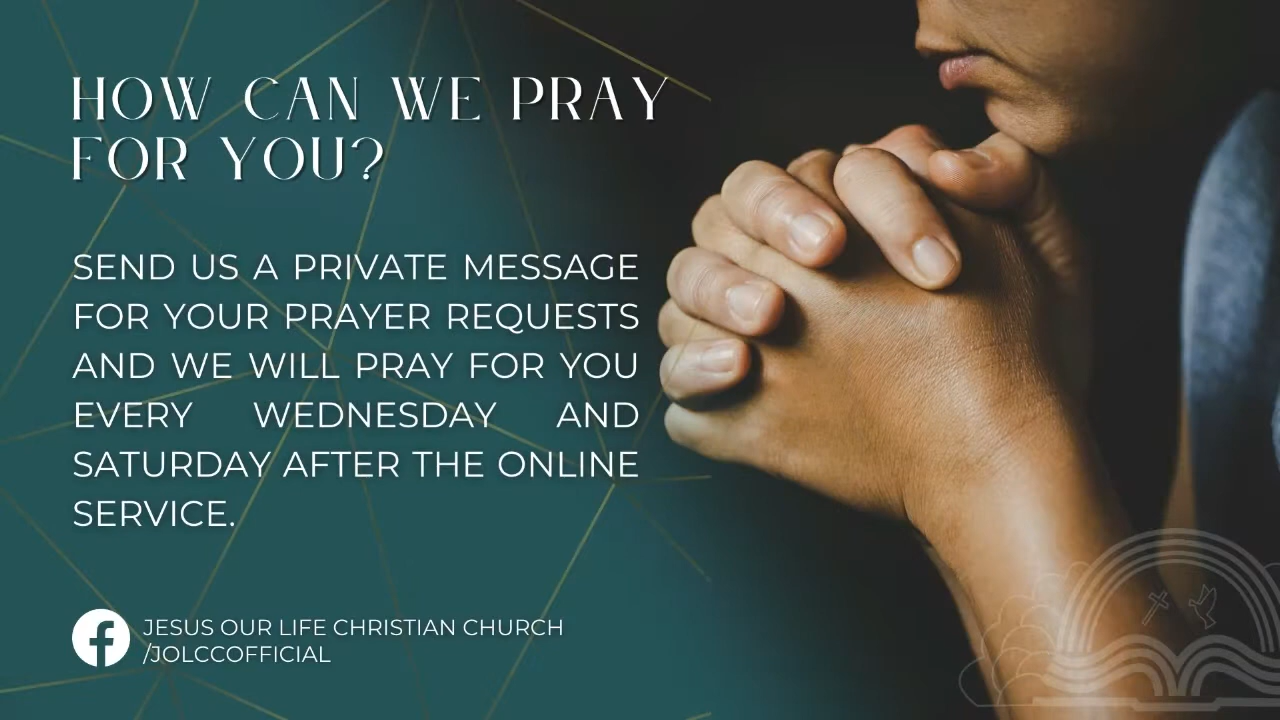 HOW CAN WE PRAY
FOR YOU?
SEND US A PRIVATE MESSAGE
FOR YOUR PRAYER REQUESTS
AND WE WILL PRAY FOR YOU
EVERY WEDNESDAY AND
SATURDAY AFTER THE ONLINE
SERVICE.
JESUS OUR LIFE CHRISTIAN CHURCH
/JOLCCOFFICIAL